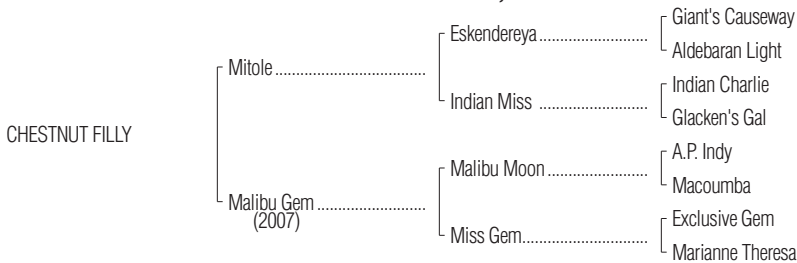 Giant's Causeway
Eskendereya
Aldebaran Light
Mitole
Indian Charlie
Indian Miss
Glacken's Gal
CHESTNUT FILLY
A.P. Indy
Malibu Moon
Macoumba
Malibu Gem
(2007)
Exclusive Gem
Miss Gem
Marianne Theresa